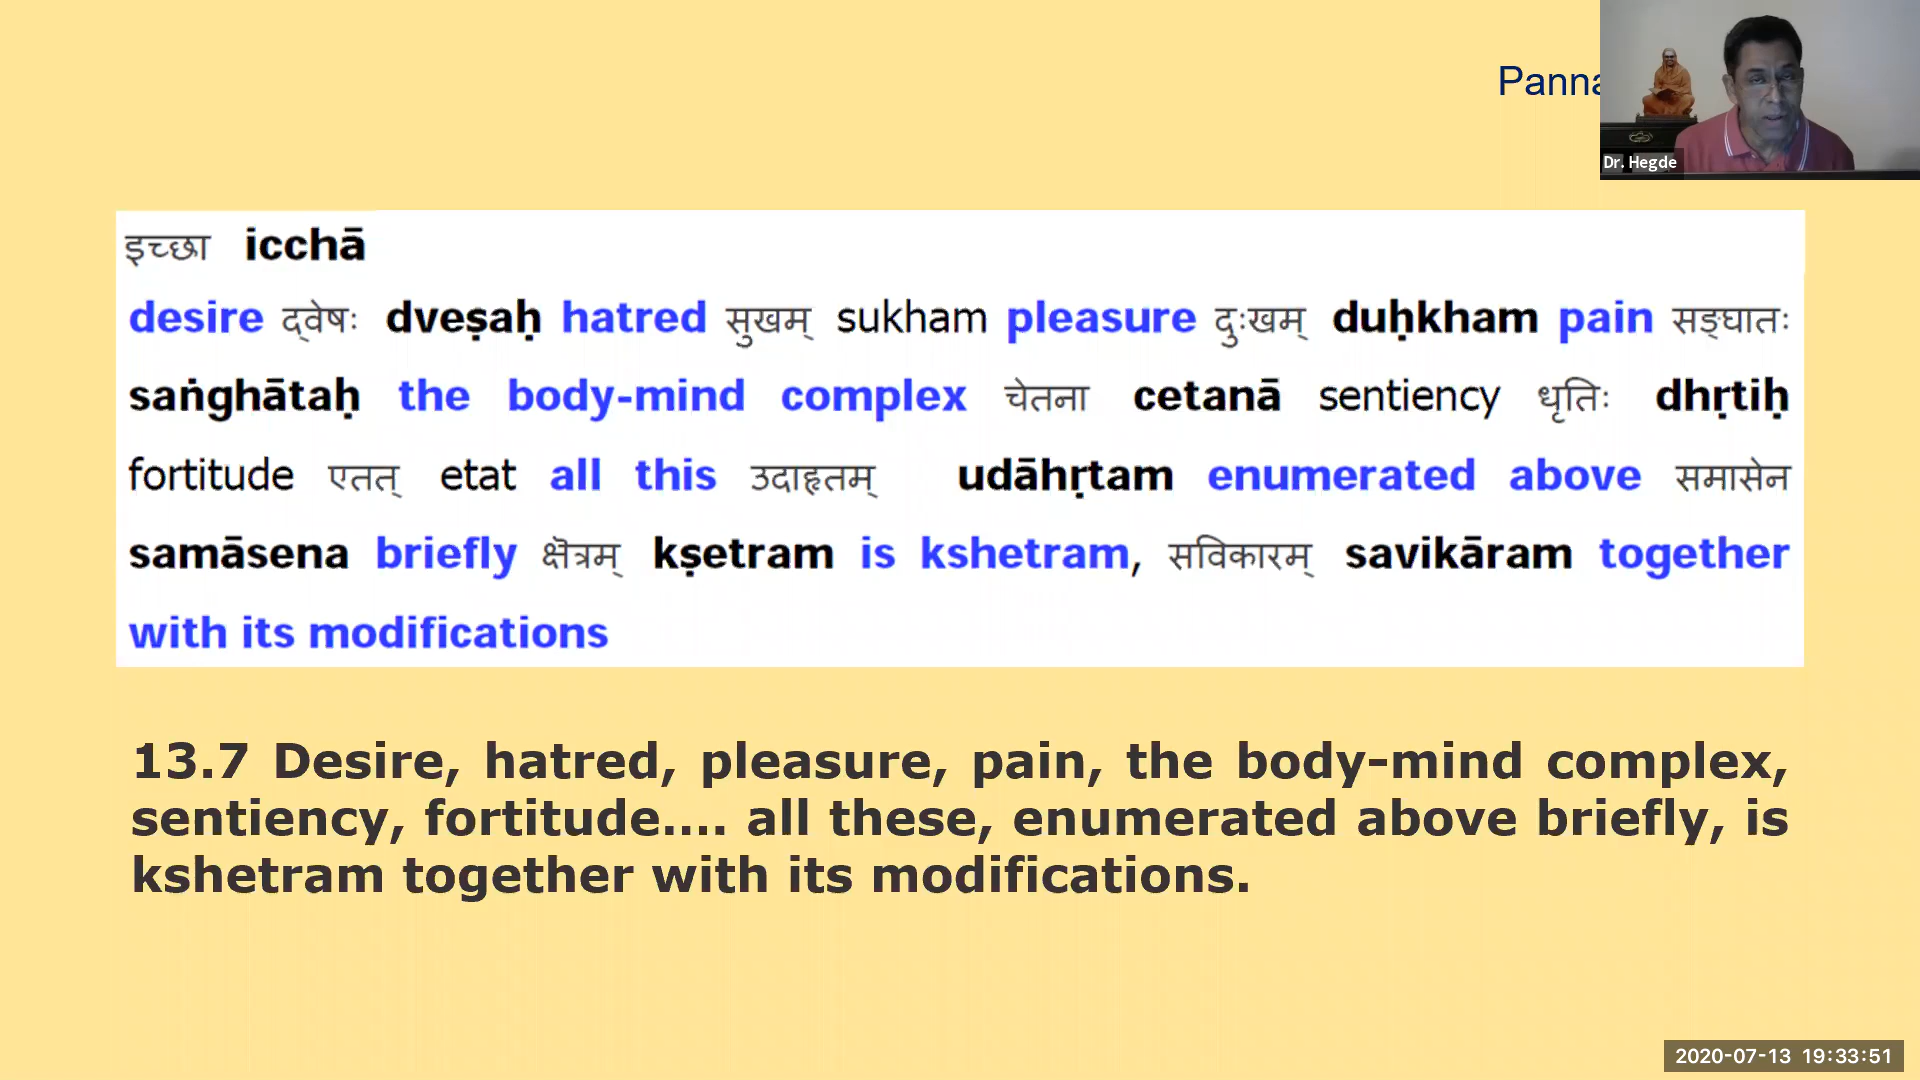 Panna
Dr. Hegde
इच्छा icchā
desire द्वेषः dveṣaḥ hatred सुखम् sukham pleasure दुःखम् duḥkham pain सङ्घातः
saṅghātaḥ the body-mind complex चेतना cetanā sentiency धृतिः dhṛtiḥ
fortitude एतत् etat all this उदाहृतम् udāhṛtam enumerated above समासेन
samāsena briefly क्षॆत्रम् kṣetram is kshetram, सविकारम् savikāram together
with its modifications
13.7 Desire, hatred, pleasure, pain, the body-mind complex,
sentiency, fortitude.... all these, enumerated above briefly, is
kshetram together with its modifications.
2020-07-13 19:33:51